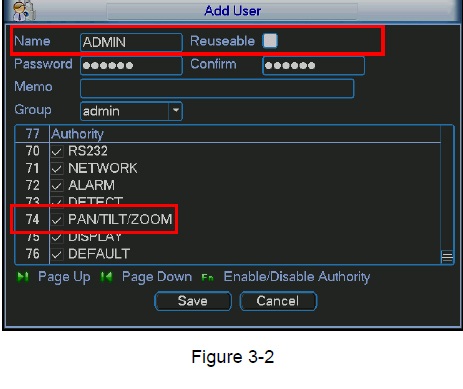 Add User
Name ADMIN Reuseable
Password ●●●●●● Confirm ●●●●●●
Memo
Group admin
77 Authority
70 RS232
71 NETWORK
72 ALARM
73 DETECT
74 PAN/TILT/ZOOM
75 DISPLAY
76 DEFAULT
Page Up Page Down Fn Enable/Disable Authority
Save Cancel
Figure 3-2